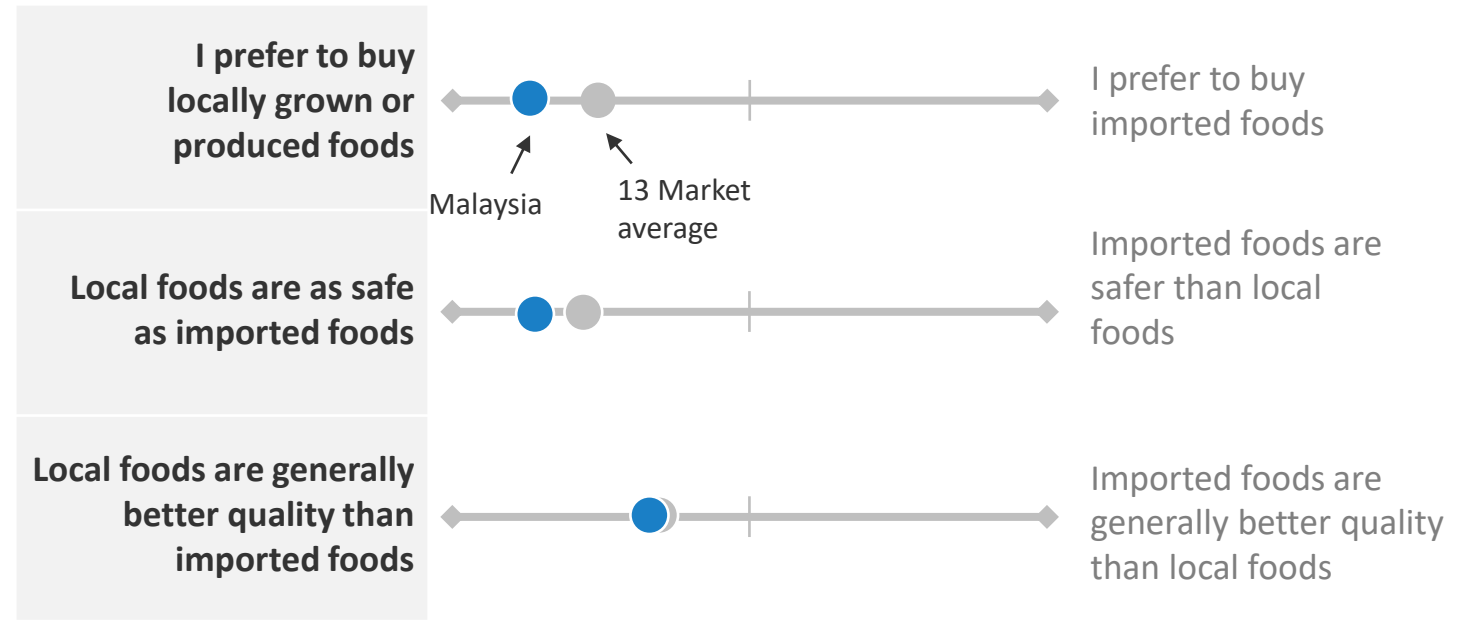 I prefer to buy
locally grown or
produced foods
I prefer to buy
imported foods
Malaysia
13 Market
average
Local foods are as safe
as imported foods
Imported foods are
safer than local
foods
Local foods are generally
better quality than
imported foods
Imported foods are
generally better quality
than local foods